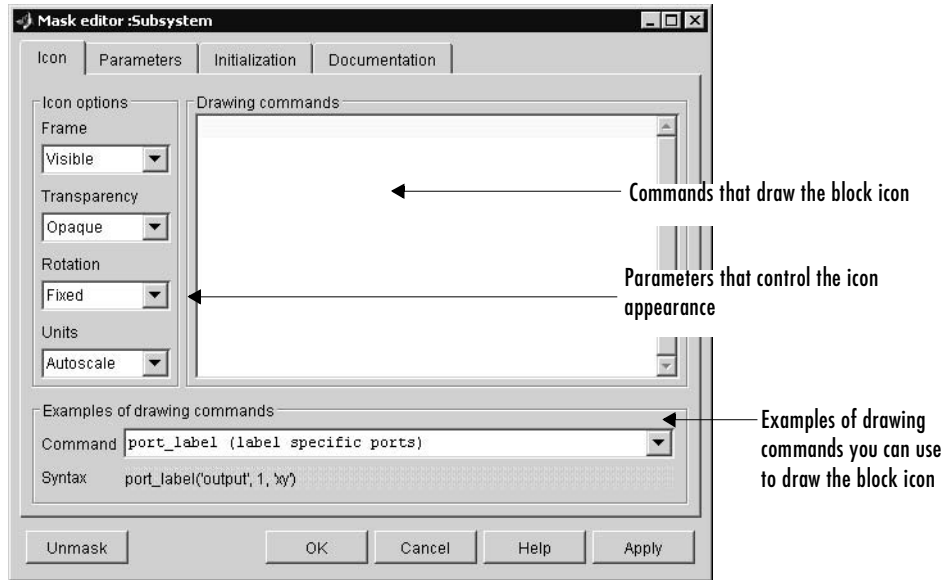 Mask editor :Subsystem
Icon
Parameters
Initialization
Documentation
Icon options
Drawing commands
Frame
Visible
Transparency
Opaque
Commands that draw the block icon
Rotation
Fixed
Parameters that control the icon
appearance
Units
Autoscale
Examples of drawing commands
Command
port_label (label specific ports)
Syntax
port_label('output', 1, 'xy')
Examples of drawing
commands you can use
to draw the block icon
Unmask
OK
Cancel
Help
Apply